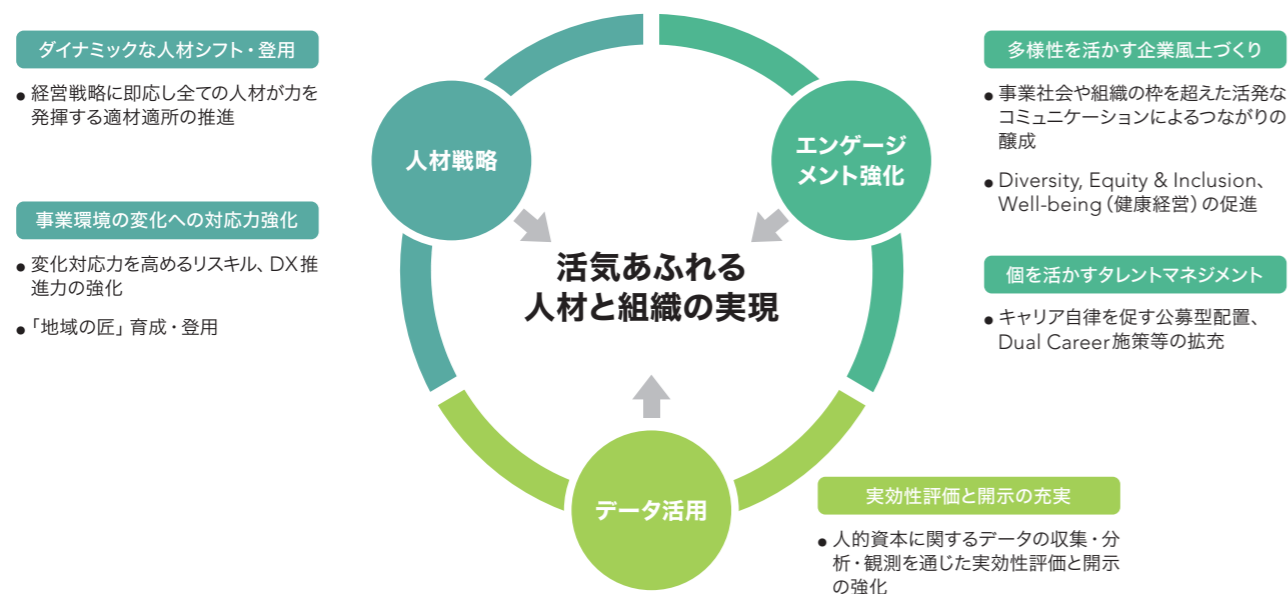 ダイナミックな人材シフト・登用
● 経営戦略に即応し全ての人材が力を
発揮する適材適所の推進
事業環境の変化への対応力強化
● 変化対応力を高めるリスキル、DX推
進力の強化
● 「地域の匠」育成・登用
人材戦略
エンゲージ
メント強化
活気あふれる
人材と組織の実現
データ活用
多様性を活かす企業風土づくり
● 事業社会や組織の枠を超えた活発な
コミュニケーションによるつながりの
醸成
● Diversity, Equity & Inclusion、
Well-being（健康経営）の促進
個を活かすタレントマネジメント
● キャリア自律を促す公募型配置、
Dual Career施策等の拡充
実効性評価と開示の充実
● 人的資本に関するデータの収集・分
析・観測を通じた実効性評価と開示
の強化